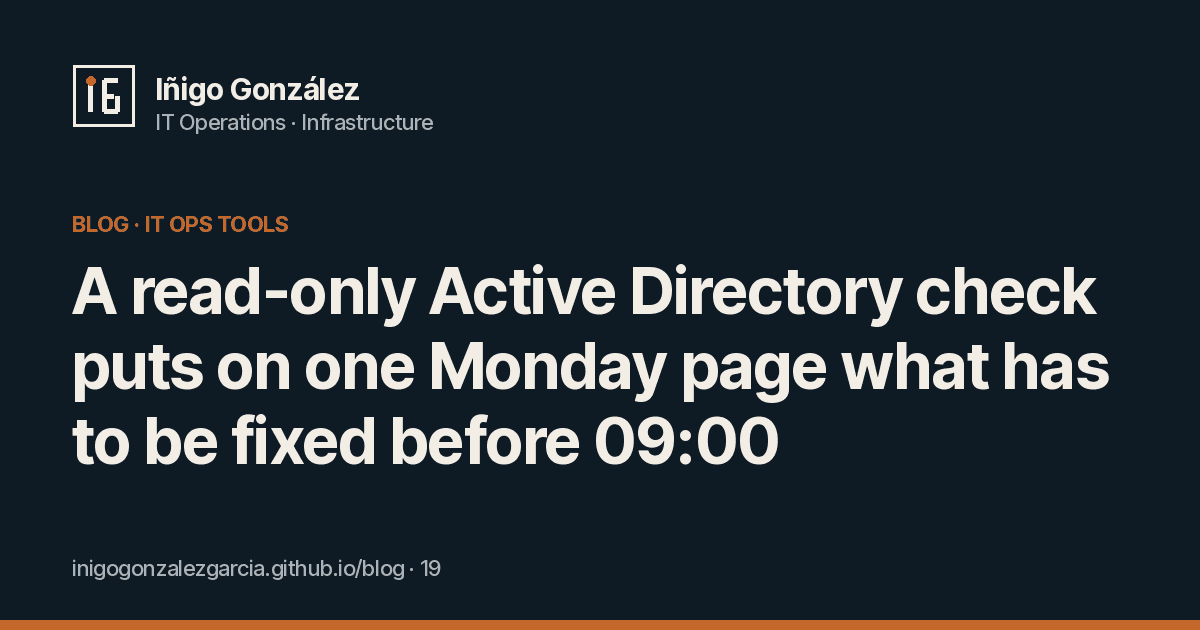 iG
Iñigo González
IT Operations · Infrastructure
BLOG · IT OPS TOOLS
A read-only Active Directory check
puts on one Monday page what has
to be fixed before 09:00
inigogonzalezgarcia.github.io/blog · 19